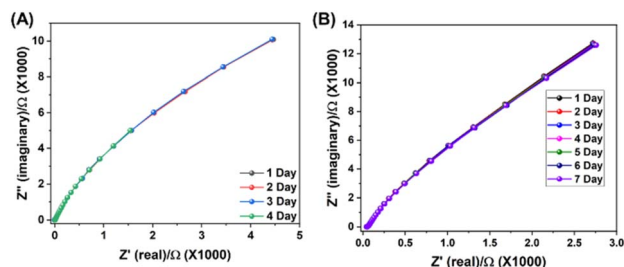 (A)
Z'' (imaginary)/Ω (X1000)
10
8
6
4
2
0
0
1
2
3
4
5
Z' (real)/Ω (X1000)
1 Day
2 Day
3 Day
4 Day
(B)
Z'' (imaginary)/Ω (X1000)
14
12
10
8
6
4
2
0
0.0
0.5
1.0
1.5
2.0
2.5
3.0
Z' (real)/Ω (X1000)
1 Day
2 Day
3 Day
4 Day
5 Day
6 Day
7 Day